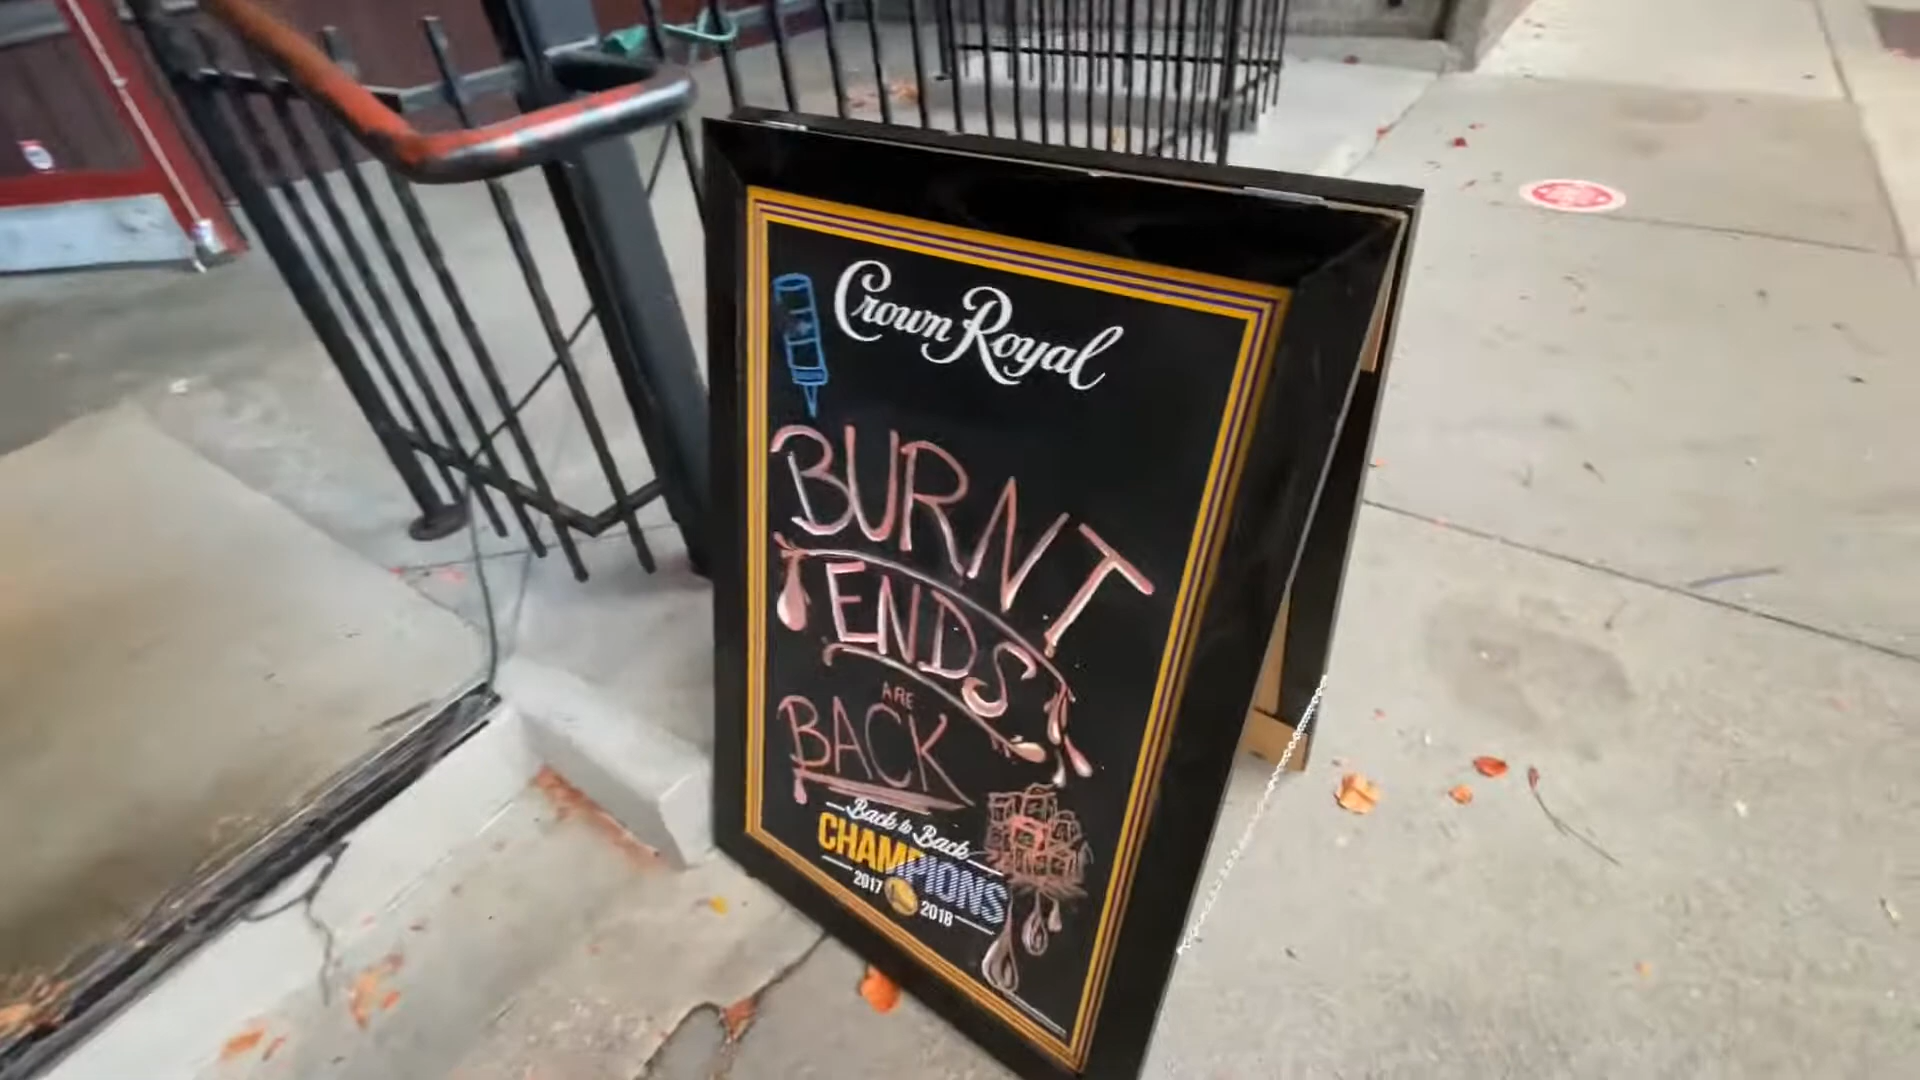 Crown Royal
BURNT
ENDS
ARE
BACK
Back to Back
CHAMPIONS
2017 2018